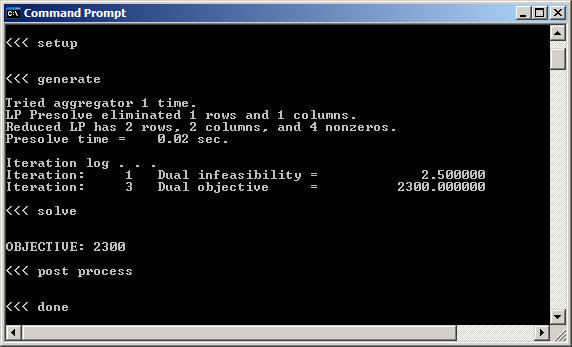 Command Prompt
<<< setup
<<< generate
Tried aggregator 1 time.
LP Presolve eliminated 1 rows and 1 columns.
Reduced LP has 2 rows, 2 columns, and 4 nonzeros.
Presolve time =    0.02 sec.
Iteration log . . .
Iteration:     1   Dual infeasibility =             2.500000
Iteration:     3   Dual objective     =          2300.000000
<<< solve
OBJECTIVE: 2300
<<< post process
<<< done